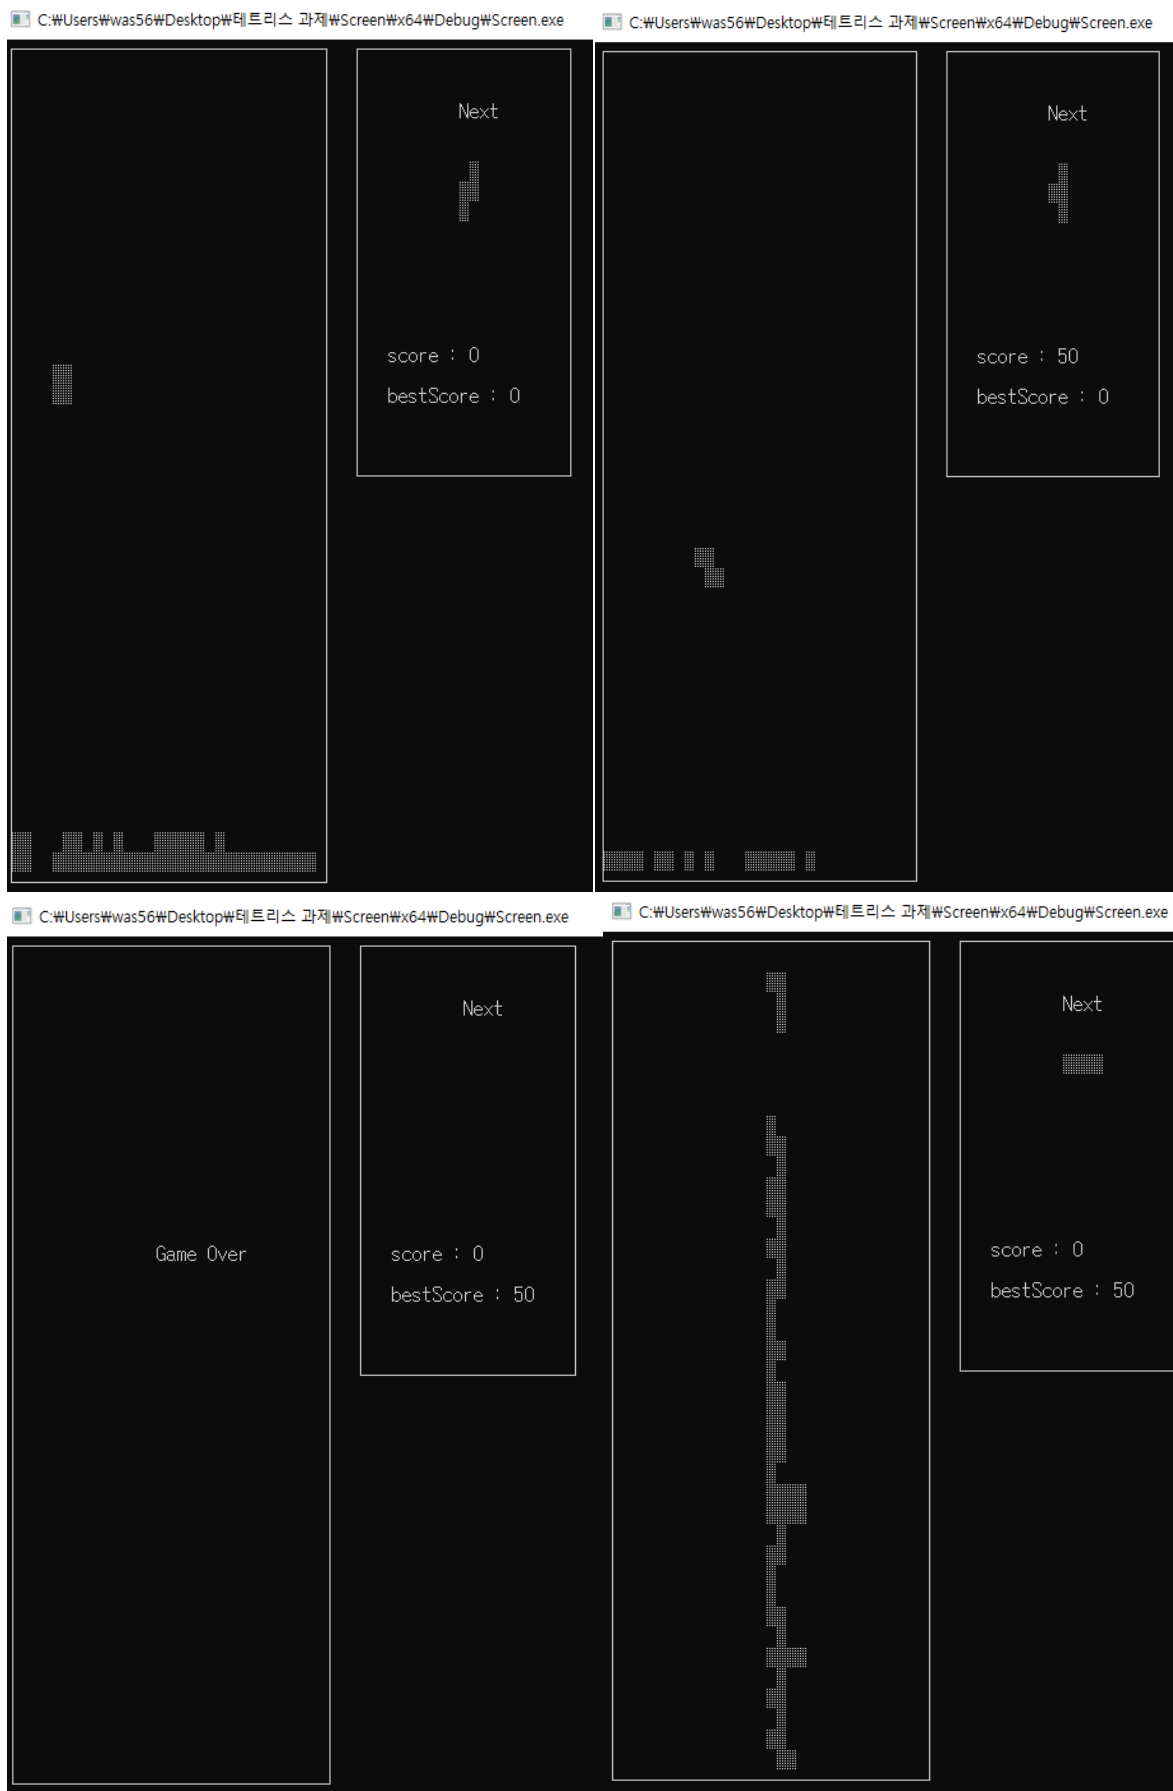 C:₩Users₩was56₩Desktop₩테트리스 과제₩Screen₩x64₩Debug₩Screen.exe
Next
score : 0
bestScore : 0
C:₩Users₩was56₩Desktop₩테트리스 과제₩Screen₩x64₩Debug₩Screen.exe
Next
score : 50
bestScore : 0
C:₩Users₩was56₩Desktop₩테트리스 과제₩Screen₩x64₩Debug₩Screen.exe
Next
Game Over
score : 0
bestScore : 50
C:₩Users₩was56₩Desktop₩테트리스 과제₩Screen₩x64₩Debug₩Screen.exe
Next
score : 0
bestScore : 50